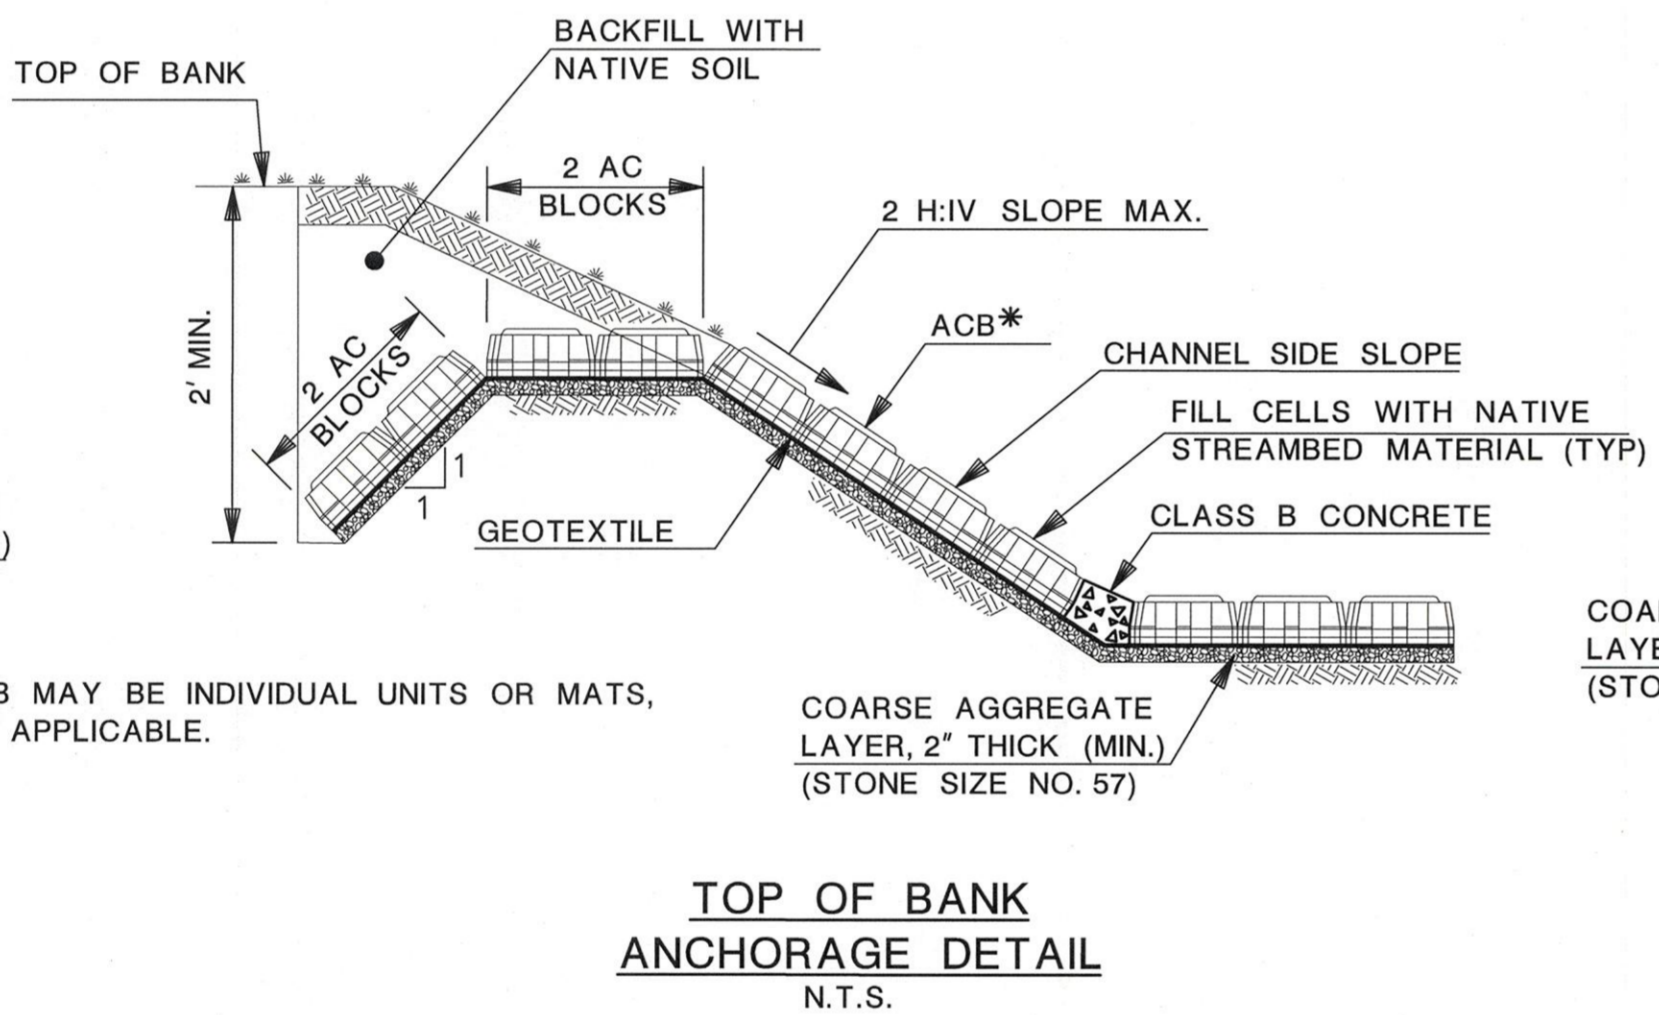 BACKFILL WITH
NATIVE SOIL
TOP OF BANK
2 AC
BLOCKS
2 H:IV SLOPE MAX.
ACB*
CHANNEL SIDE SLOPE
FILL CELLS WITH NATIVE
STREAMBED MATERIAL (TYP)
CLASS B CONCRETE
2' MIN.
2 AC
BLOCKS
1
1
GEOTEXTILE
)
MAY BE INDIVIDUAL UNITS OR MATS,
APPLICABLE.
COARSE AGGREGATE
LAYER, 2" THICK (MIN.)
(STONE SIZE NO. 57)
COA
LAYE
(STO
TOP OF BANK
ANCHORAGE DETAIL
N.T.S.